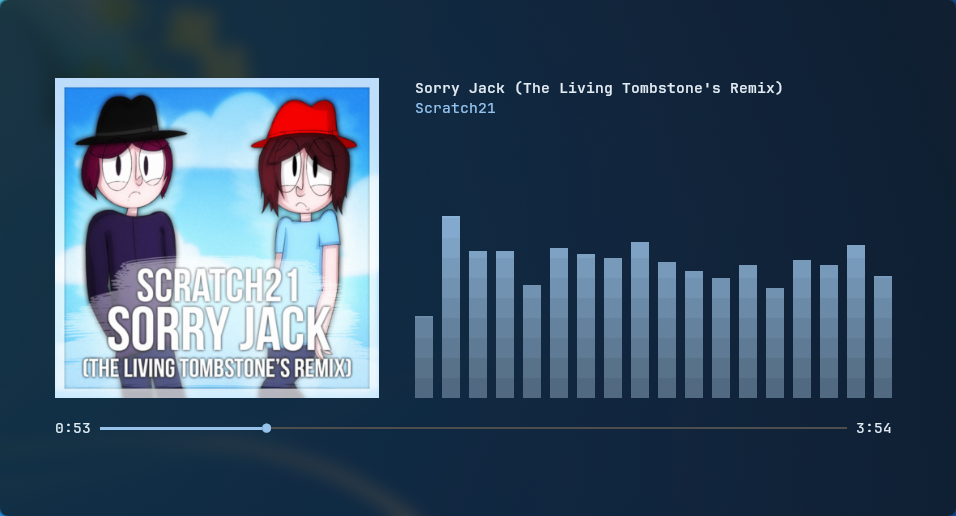 Sorry Jack (The Living Tombstone's Remix)
Scratch21
SCRATCH21
SORRY JACK
(THE LIVING TOMBSTONE'S REMIX)
0:53
3:54